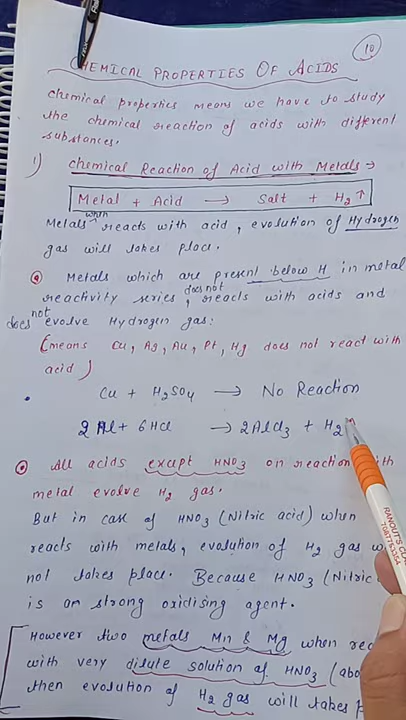 10
CHEMICAL PROPERTIES OF ACIDS
chemical properties means we have to study
the chemical reaction of acids with different
substances.
1) chemical Reaction of Acid with Metals →
Metal + Acid → Salt + H₂ ↑
Metals when reacts with acid, evolution of Hydrogen
gas will takes place.
Metals which are present below H in metal
reactivity series, does not reacts with acids and
does not evolve Hydrogen gas:
(means Cu, Ag, Au, Pt, Hg does not react with
acid)
Cu + H₂SO₄ → No Reaction
2Al + 6HCl → 2AlCl₃ + H₂
All acids except HNO₃ on reaction with
metal evolve H₂ gas.
But in case of HNO₃ (Nitric acid) when
reacts with metals, evolution of H₂ gas w
not takes place. Because HNO₃ (Nitric
is an strong oxidising agent.
However two metals Mn & Mg when reac
with very dilute solution of HNO₃ (abo
then evolution of H₂ gas will takes p
RANOUT'S CLASSES
7087763354